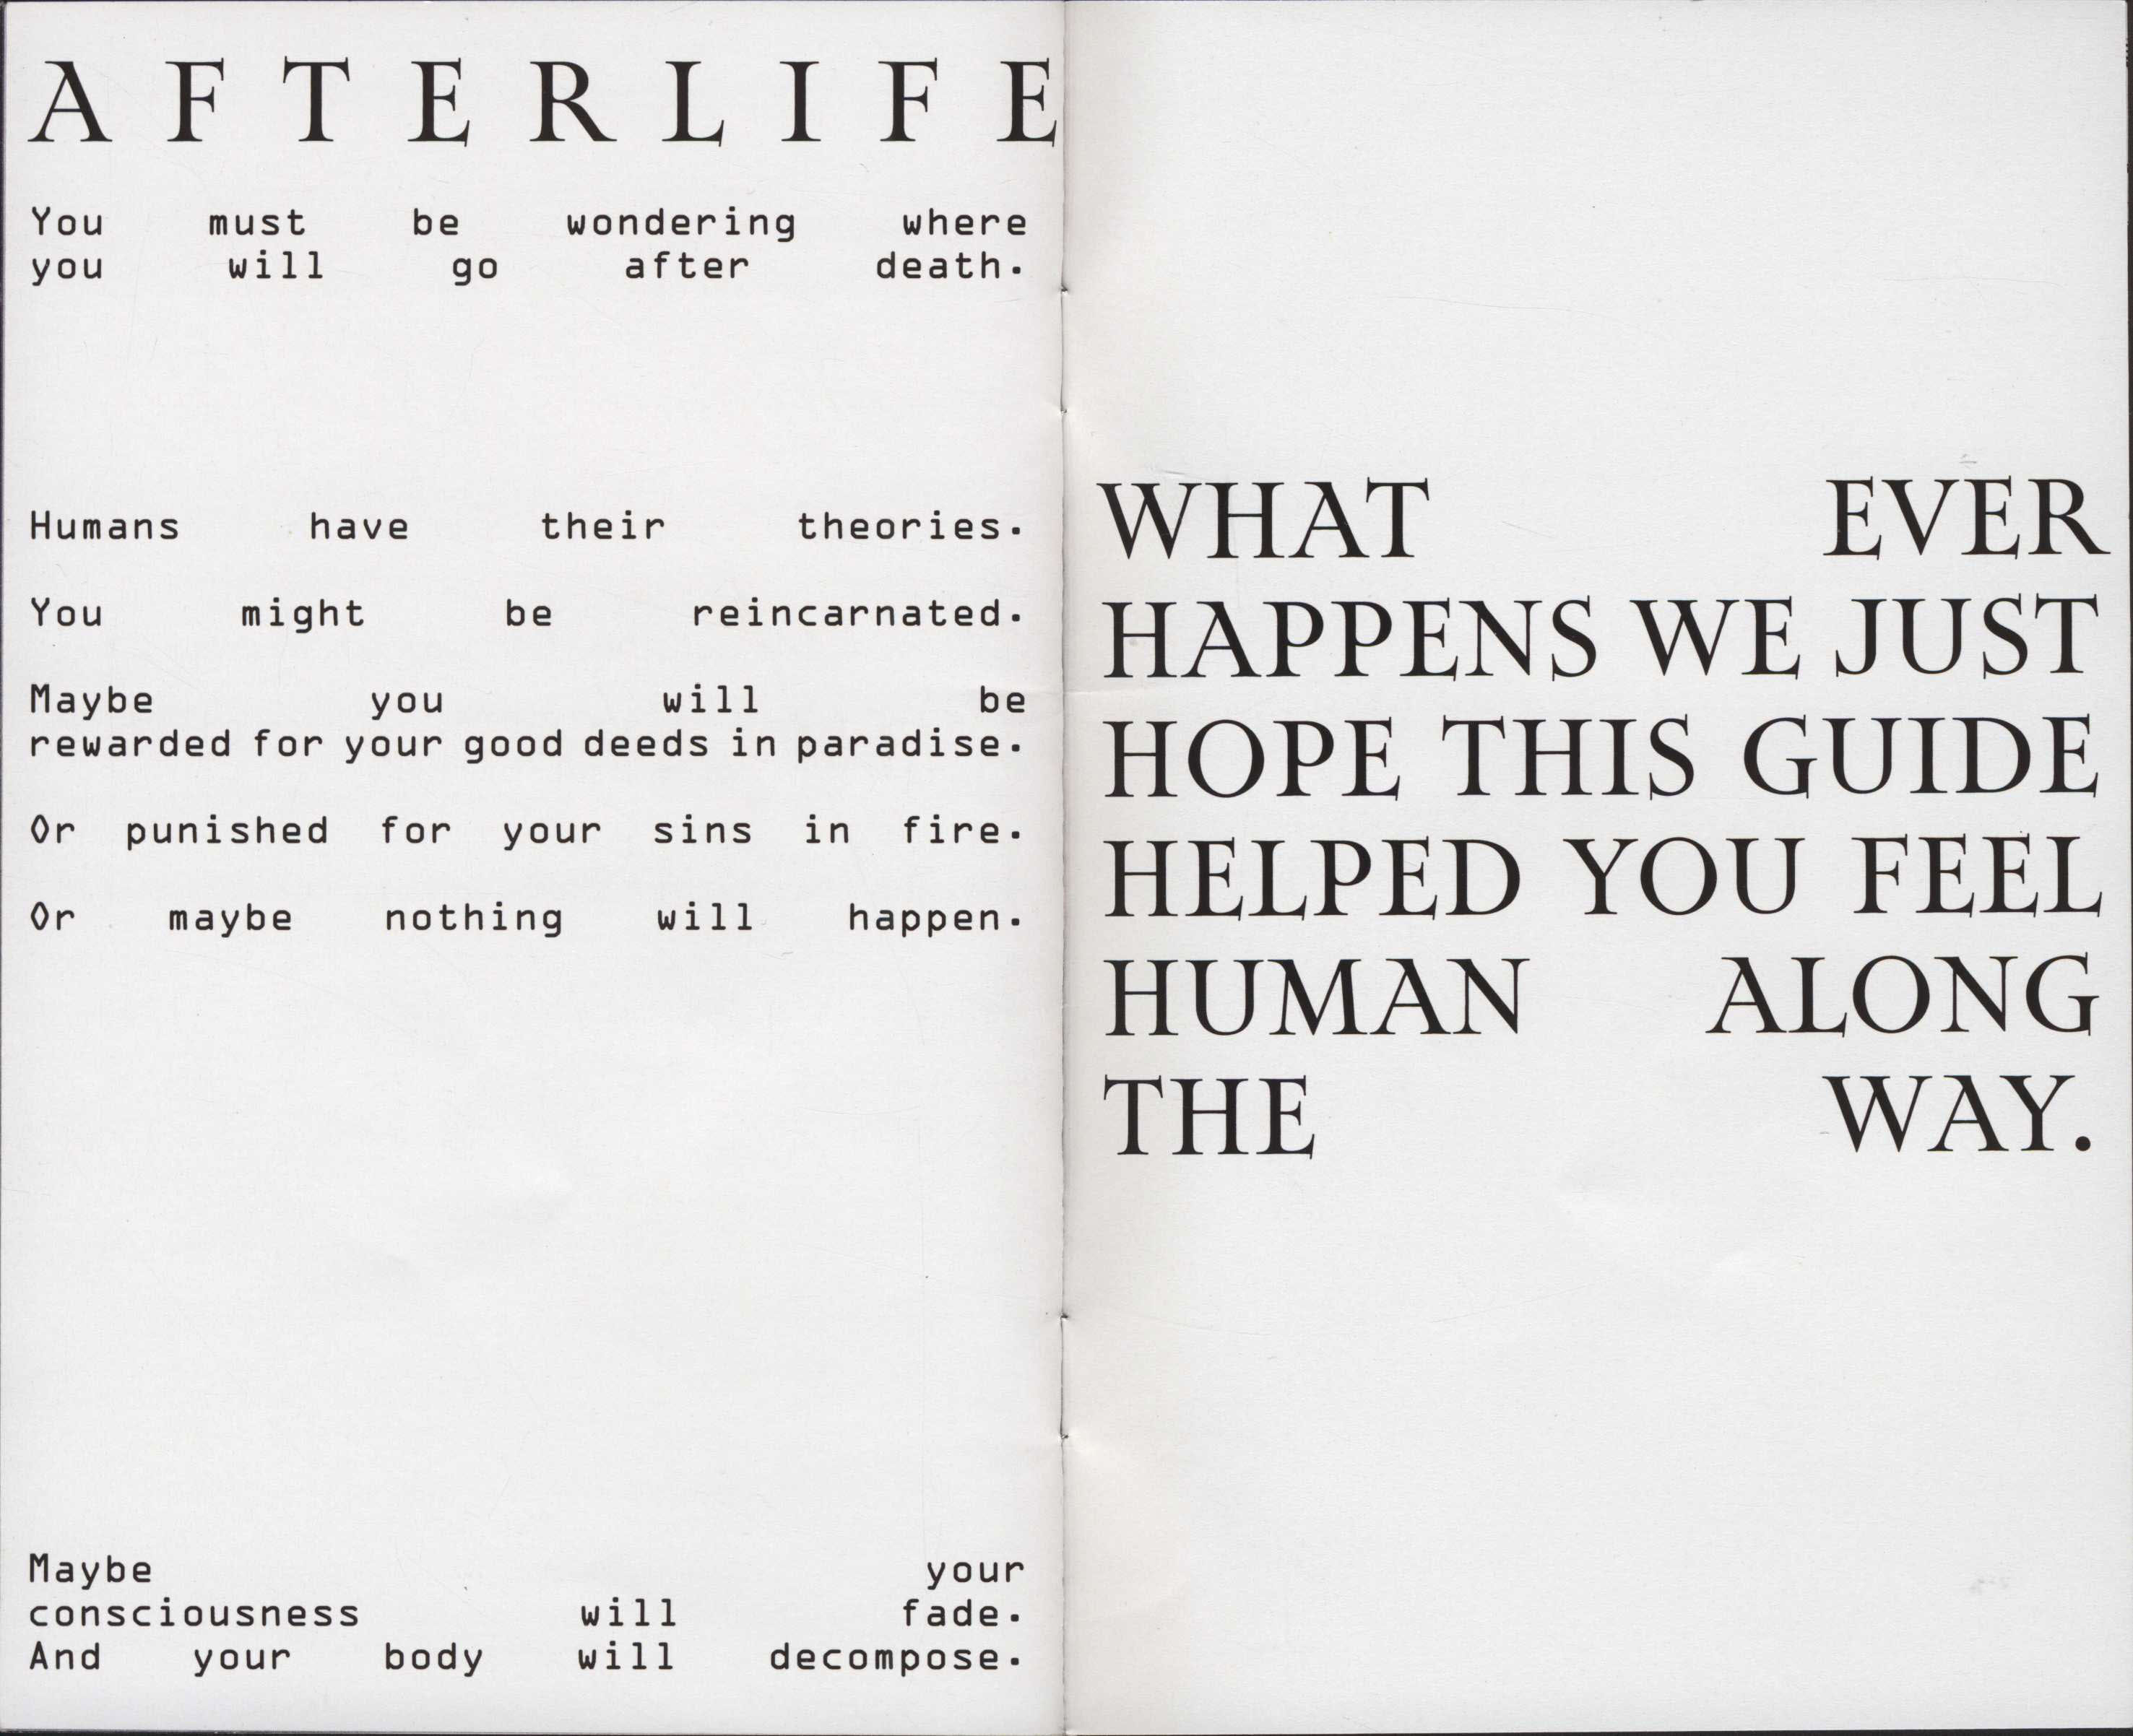 AFTERLIFE
You must be wondering where
you will go after death.
Humans have their theories.
You might be reincarnated.
Maybe you will be
rewarded for your good deeds in paradise.
Or punished for your sins in fire.
Or maybe nothing will happen.
Maybe your
consciousness will fade.
And your body will decompose.
WHAT EVER
HAPPENS WE JUST
HOPE THIS GUIDE
HELPED YOU FEEL
HUMAN ALONG
THE WAY.